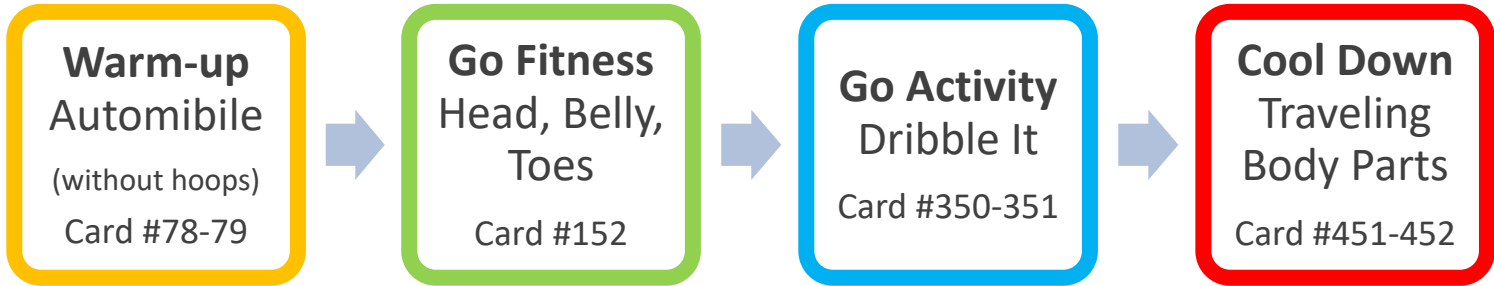 Warm-up
Automibile
(without hoops)
Card #78-79
Go Fitness
Head, Belly,
Toes
Card #152
Go Activity
Dribble It
Card #350-351
Cool Down
Traveling
Body Parts
Card #451-452